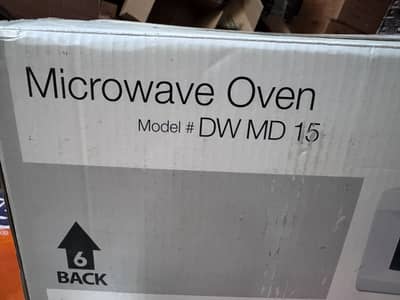 Microwave Oven
Model # DW MD 15
6
BACK